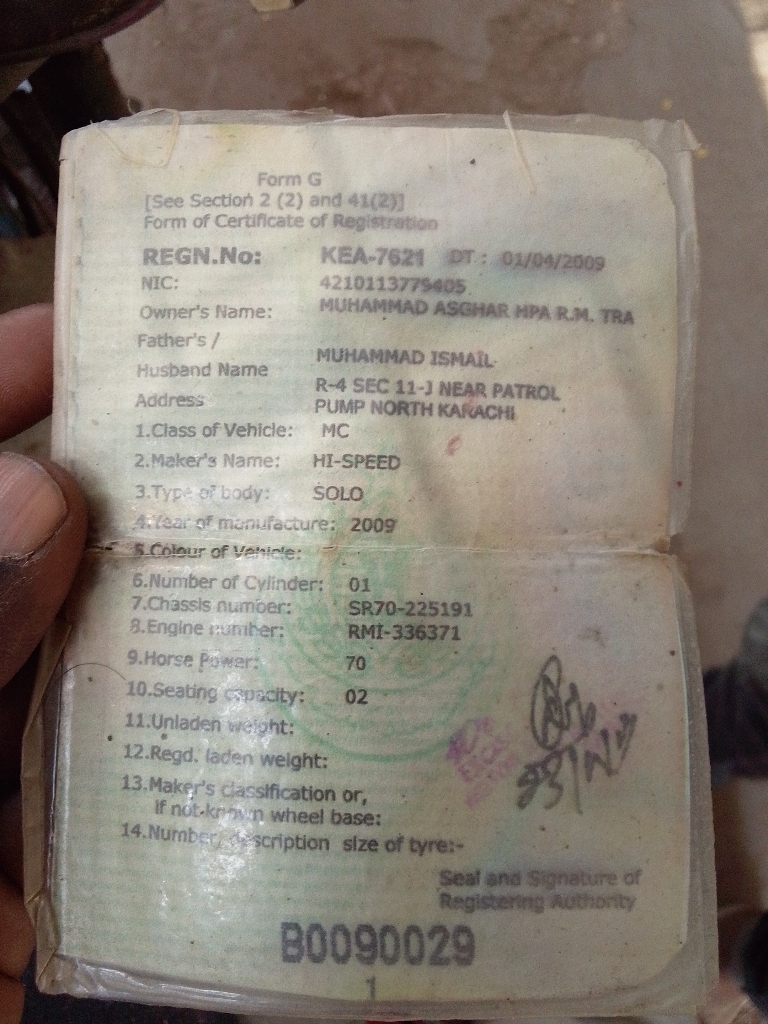 Form G
[See Section 2 (2) and 41(2)]
Form of Certificate of Registration
REGN.No: KEA-7621 DT : 01/04/2009
NIC: 4210113779405
Owner's Name: MUHAMMAD ASGHAR HPA R.M. TRA
Father's /
Husband Name MUHAMMAD ISMAIL
Address R-4 SEC 11-J NEAR PATROL
PUMP NORTH KARACHI
1.Class of Vehicle: MC
2.Maker's Name: HI-SPEED
3.Type of body: SOLO
4.Year of manufacture: 2009
5.Colour of Vehicle:
6.Number of Cylinder: 01
7.Chassis number: SR70-225191
8.Engine number: RMI-336371
9.Horse Power: 70
10.Seating capacity: 02
11.Unladen weight:
12.Regd. laden weight:
13.Maker's classification or,
if not-known wheel base:
14.Number, description size of tyre:-
Seal and Signature of
Registering Authority
B0090029
1